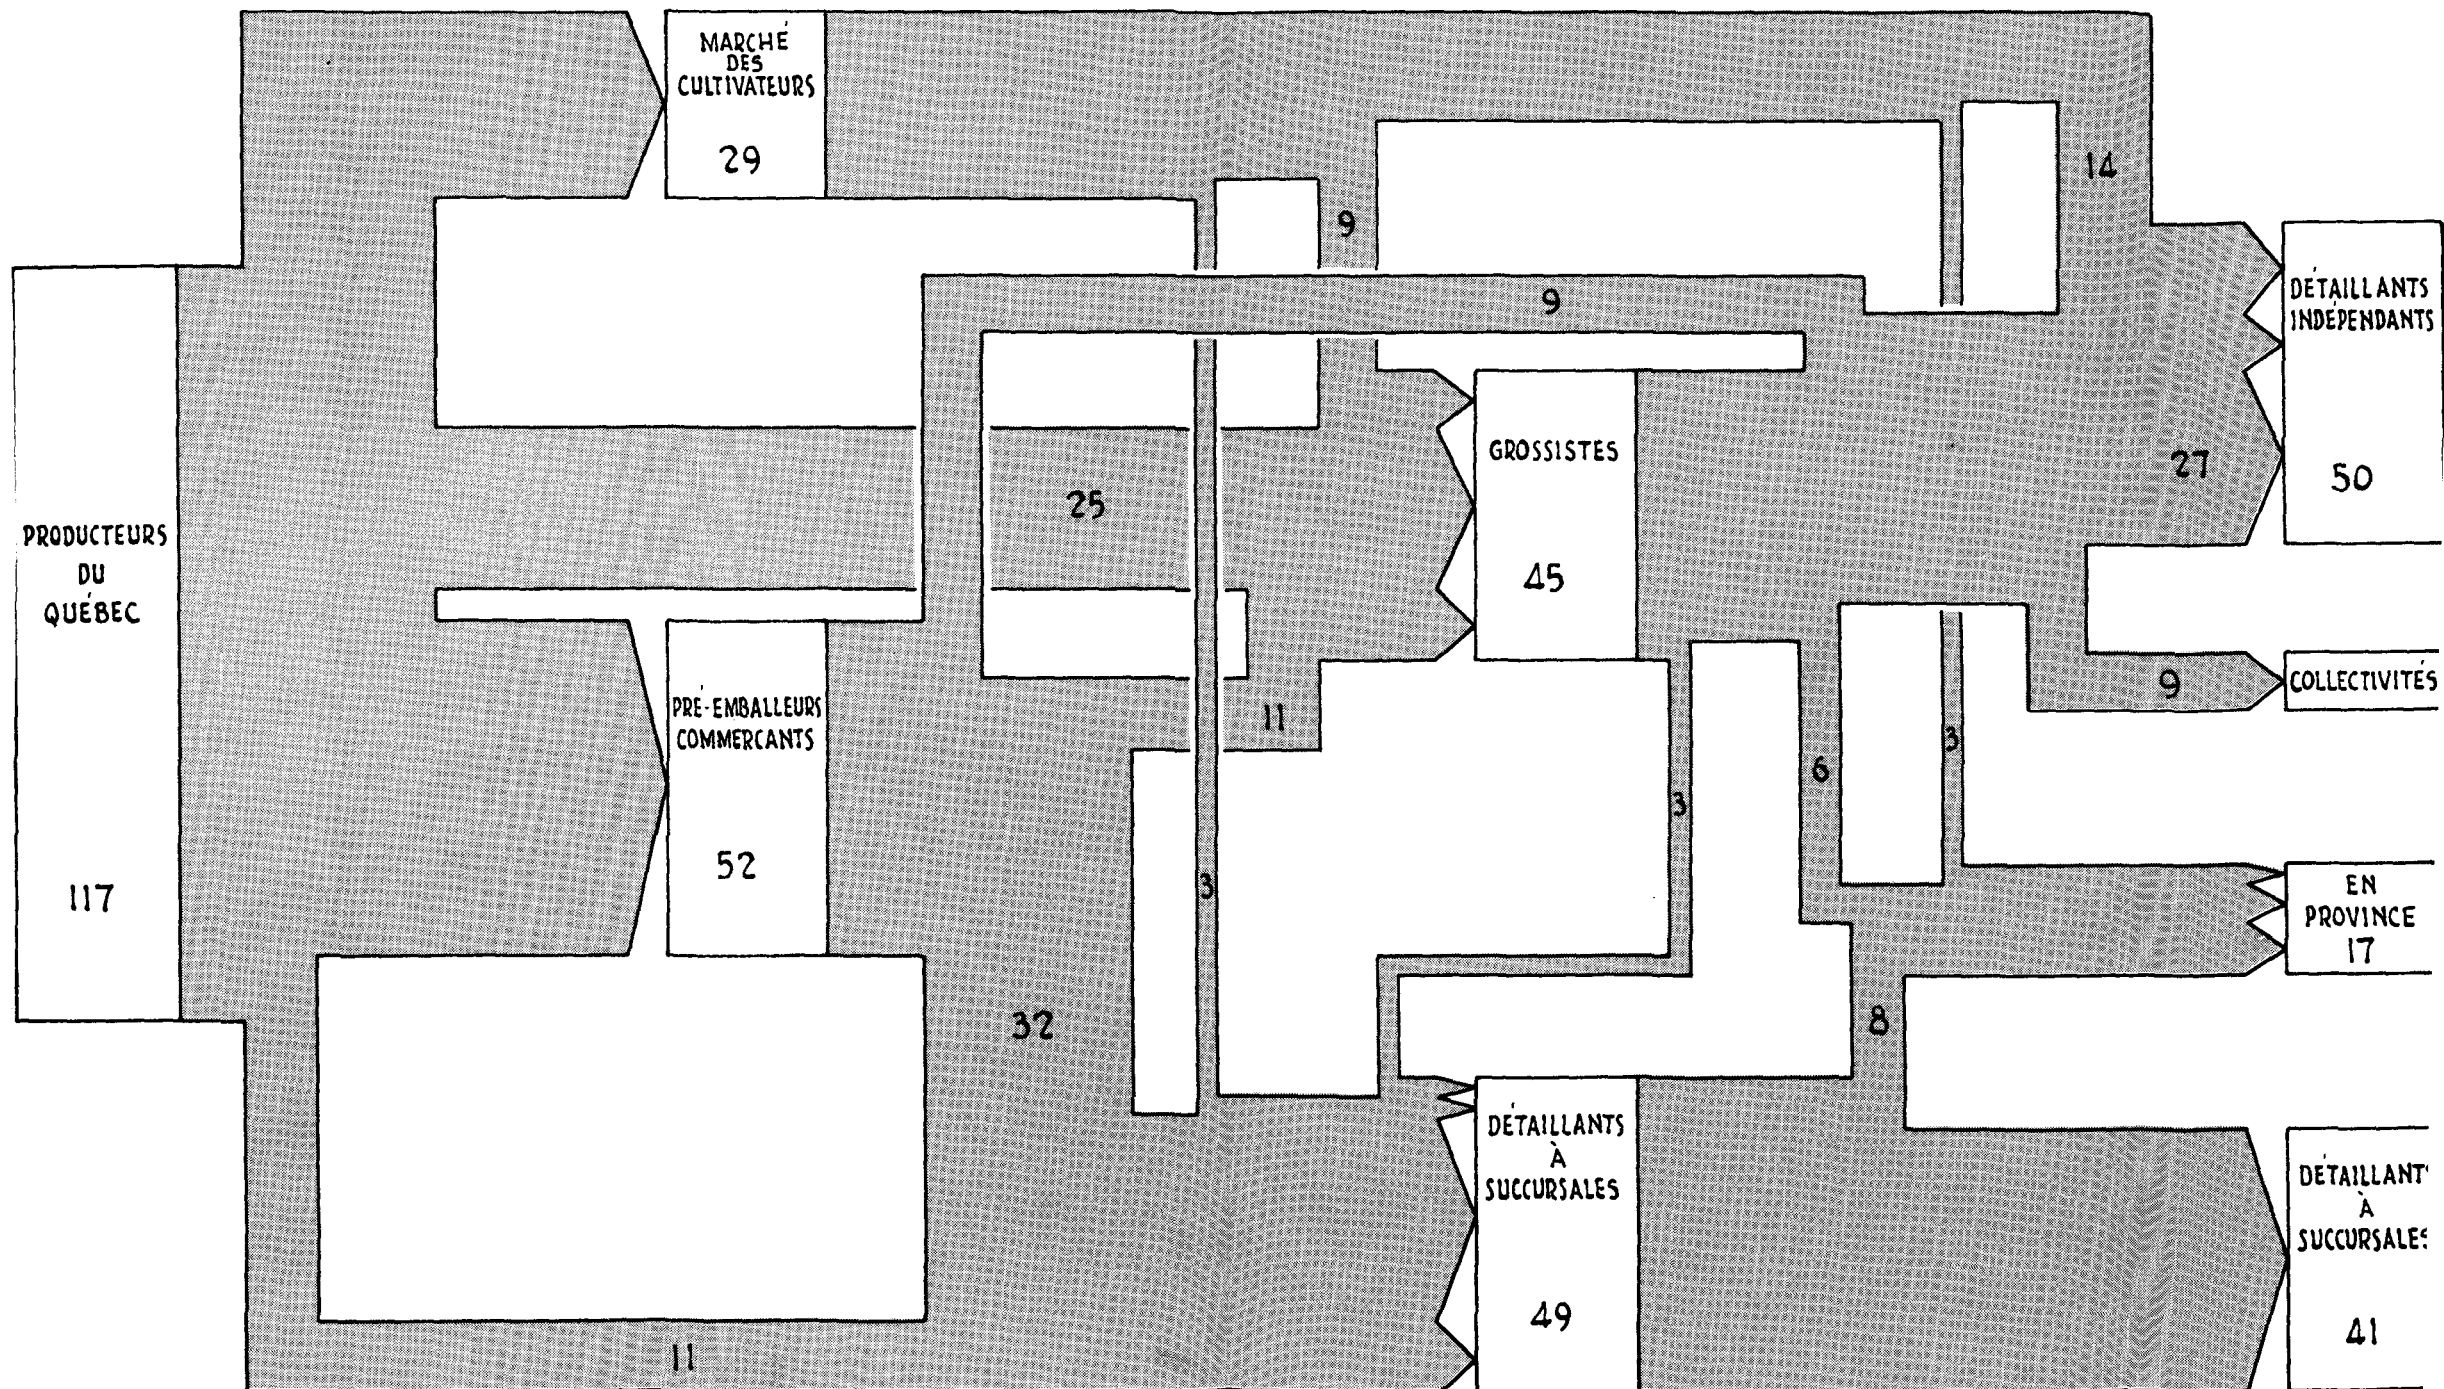 MARCHÉ
DES
CULTIVATEURS
29
14
9
9
DÉTAILLANTS
INDÉPENDANTS
50
GROSSISTES
45
27
25
PRODUCTEURS
DU
QUÉBEC
117
PRÉ-EMBALLEURS
COMMERCANTS
52
11
9
COLLECTIVITÉS
3
6
3
3
EN
PROVINCE
17
32
8
DÉTAILLANTS
À
SUCCURSALES
49
DÉTAILLANT
À
SUCCURSALES
41
11